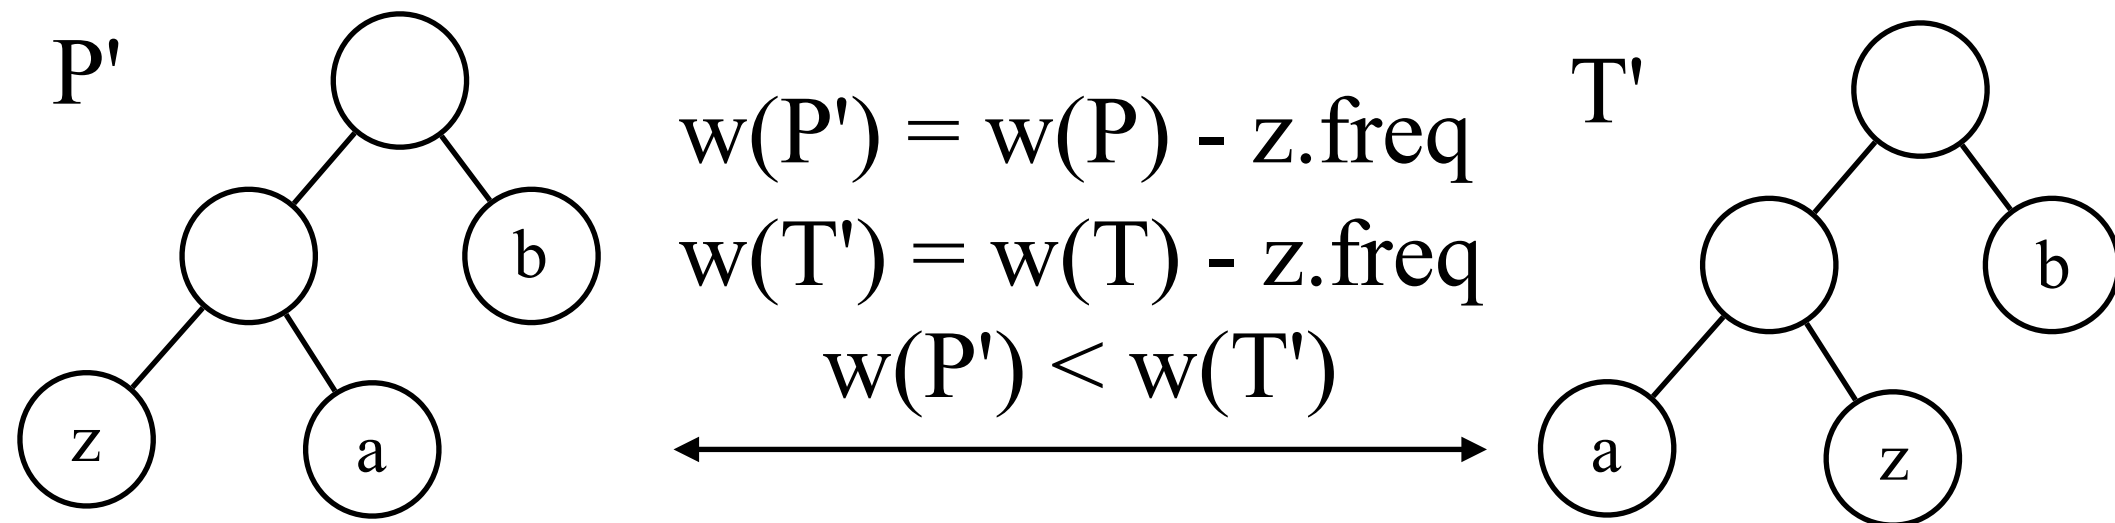 P'
w(P') = w(P) - z.freq
w(T') = w(T) - z.freq
w(P') < w(T')
b
z
a
T'
b
a
z